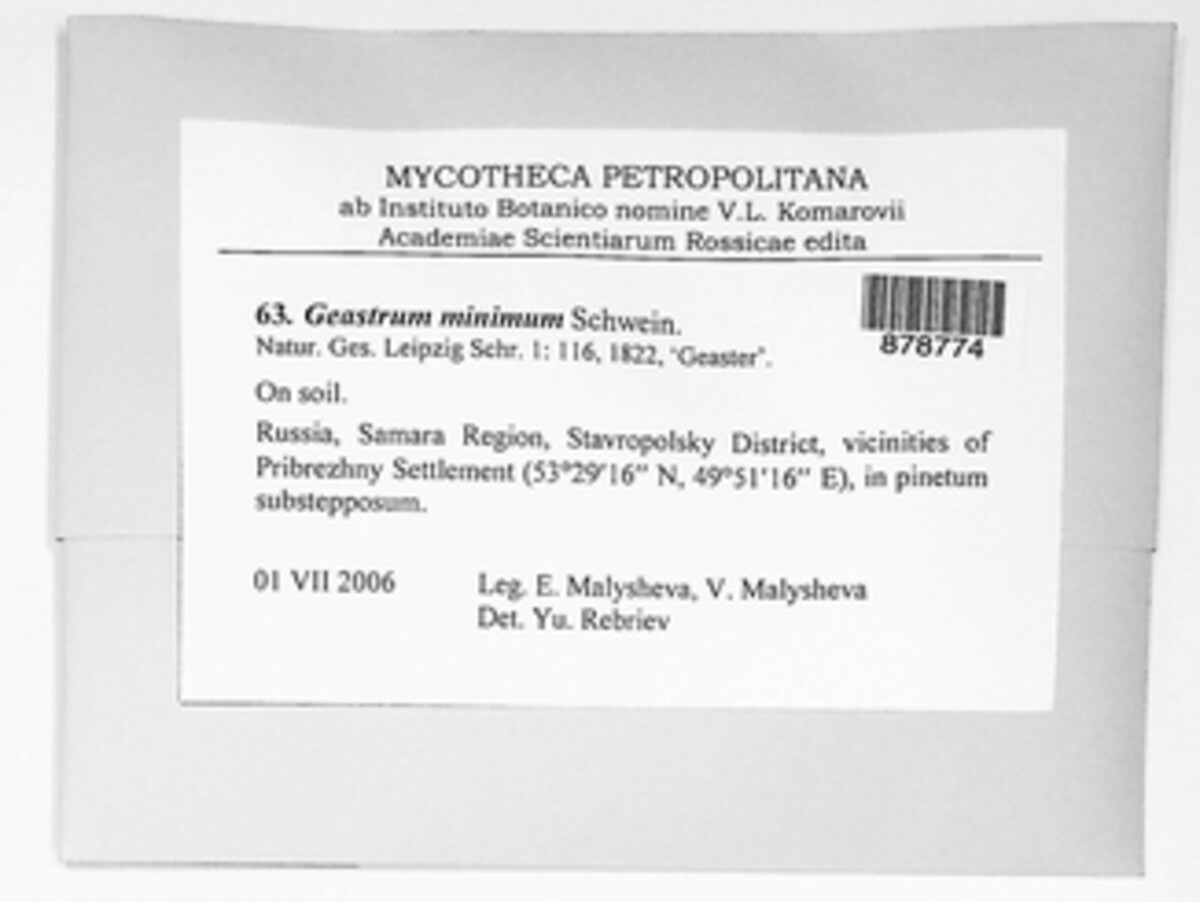 MYCOTHECA PETROPOLITANA
ab Instituto Botanico nomine V.L. Komarovii
Academiae Scientiarum Rossicae edita
63. Geastrum minimum Schwein.
Natur. Ges. Leipzig Schr. 1: 116, 1822, "Geaster".
878774
On soil.
Russia, Samara Region, Stavropolsky District, vicinities of
Pribrezhny Settlement (53°29'16" N, 49°51'16" E), in pinetum
substepposum.
01 VII 2006 Leg. E. Malysheva, V. Malysheva
Det. Yu. Rebriev